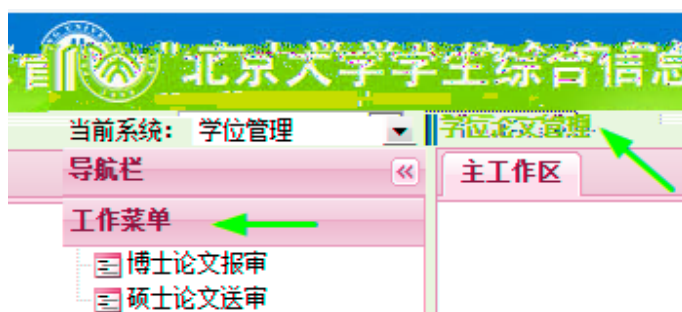 北京大学学生综合信息
当前系统： 学位管理 学位论文管理
导航栏 主工作区
工作菜单
博士论文报审
硕士论文送审